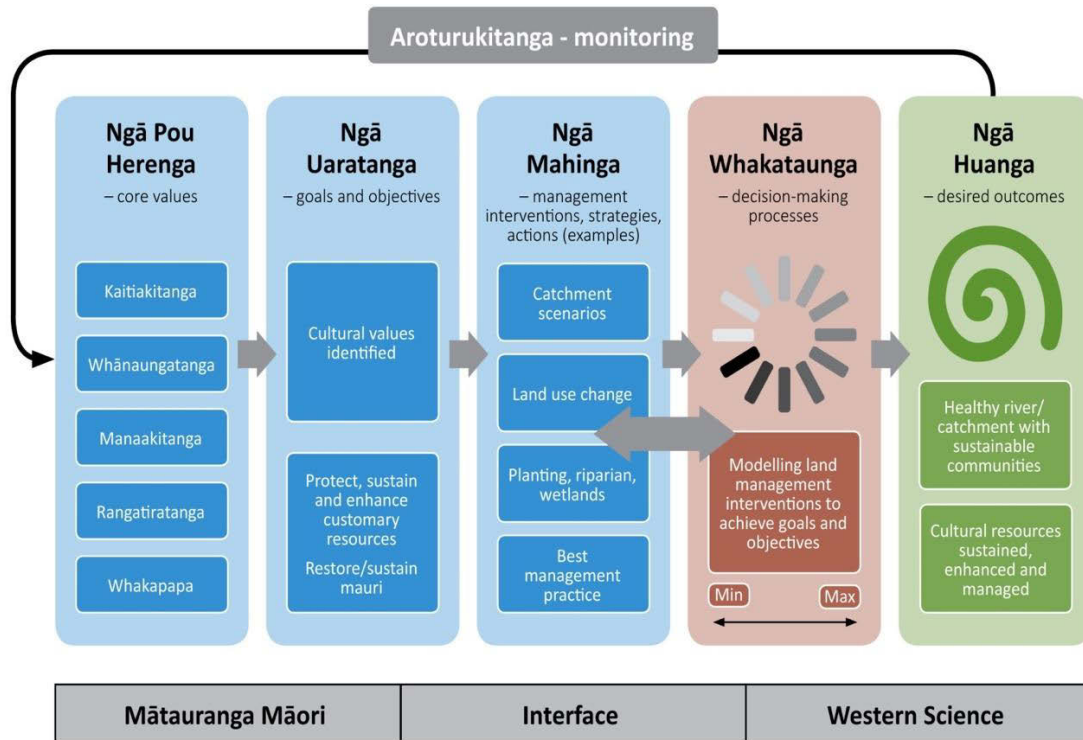 Aroturukitanga - monitoring
Ngā Pou
Herenga
– core values
Kaitiakitanga
Whānaungatanga
Manaakitanga
Rangatiratanga
Whakapapa
Ngā
Uaratanga
– goals and objectives
Cultural values
identified
Protect, sustain
and enhance
customary
resources
Restore/sustain
mauri
Ngā
Mahinga
– management
interventions, strategies,
actions (examples)
Catchment
scenarios
Land use change
Planting, riparian,
wetlands
Best
management
practice
Ngā
Whakataunga
– decision-making
processes
Modelling land
management
interventions to
achieve goals and
objectives
Min
Max
Ngā
Huanga
– desired outcomes
Healthy river/
catchment with
sustainable
communities
Cultural resources
sustained,
enhanced and
managed
Mātauranga Māori
Interface
Western Science